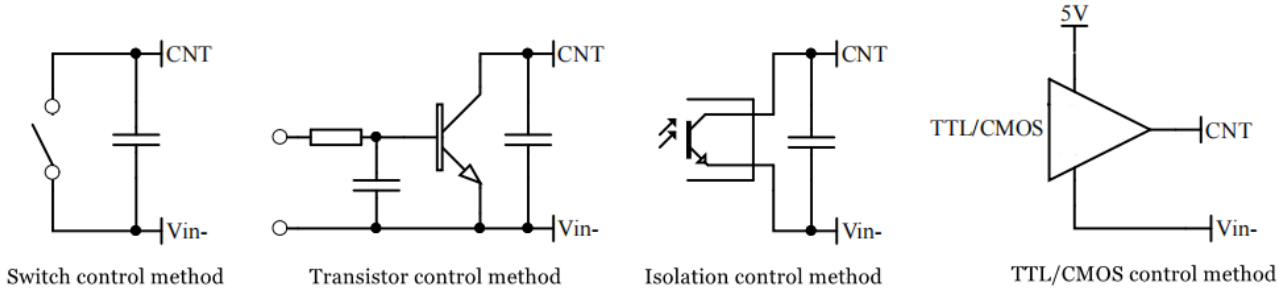 5V
CNT
CNT
CNT
TTL/CMOS
CNT
Vin-
Vin-
Vin-
Vin-
Switch control method
Transistor control method
Isolation control method
TTL/CMOS control method